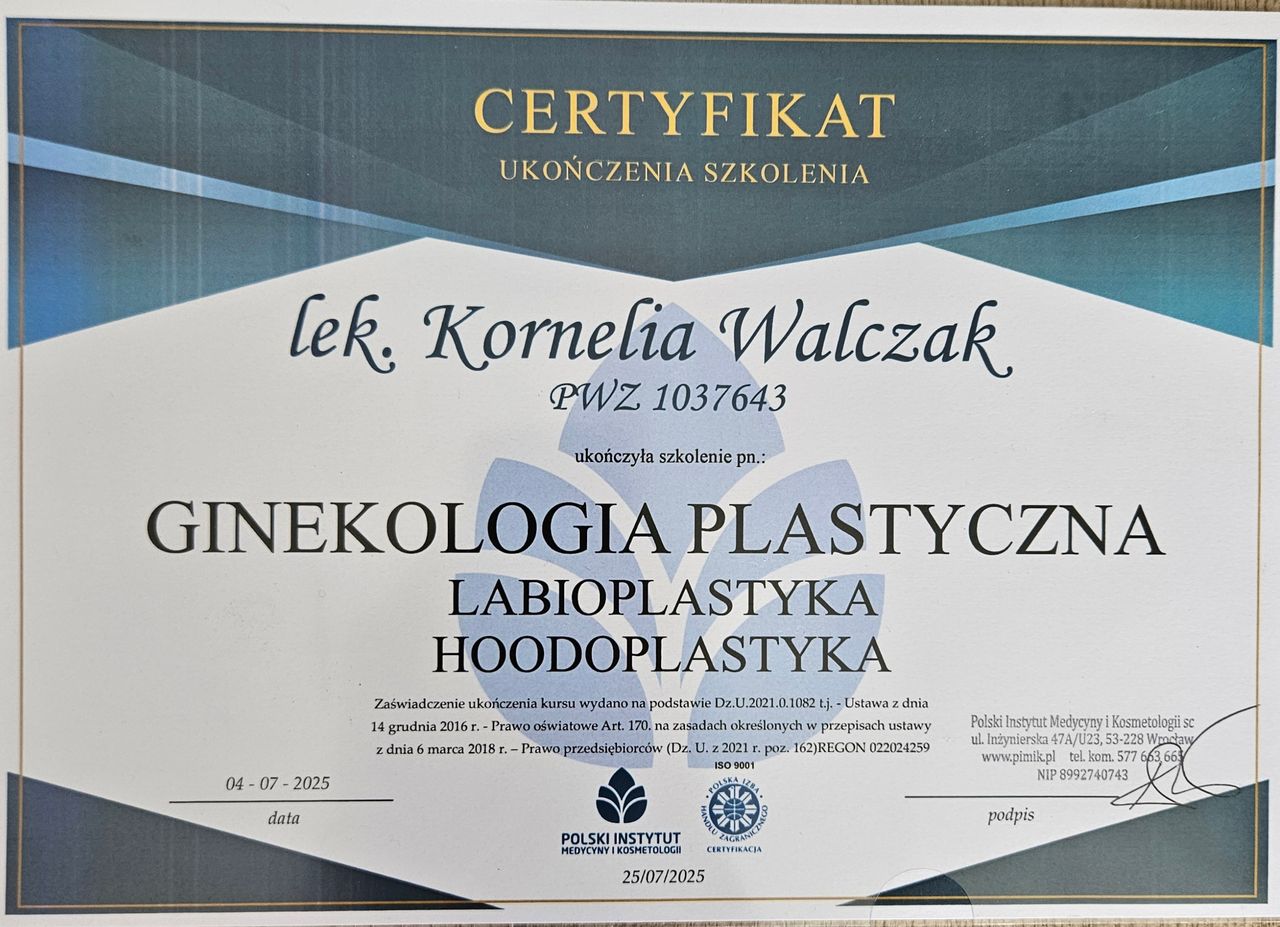 CERTYFIKAT
UKOŃCZENIA SZKOLENIA
lek. Kornelia Walczak
PWZ 1037643
ukończyła szkolenie pn.:
GINEKOLOGIA PLASTYCZNA
LABIOPLASTYKA
HOODOPLASTYKA
Zaświadczenie ukończenia kursu wydano na podstawie Dz.U.2021.0.1082 t.j. - Ustawa z dnia
14 grudnia 2016 r. - Prawo oświatowe Art. 170, na zasadach określonych w przepisach ustawy
z dnia 6 marca 2018 r. – Prawo przedsiębiorców (Dz. U. z 2021 r. poz. 162)REGON 022024259
Polski Instytut Medycyny i Kosmetologii sc
ul. Inżynierska 47A/U23, 53-228 Wrocław
www.pimik.pl tel. kom. 577 663 665
NIP 8992740743
04 - 07 - 2025
data
podpis
ISO 9001
POLSKA IZBA HANDLU ZAGRANICZNEGO
CERTYFIKACJA
POLSKI INSTYTUT
MEDYCYNY I KOSMETOLOGII
25/07/2025